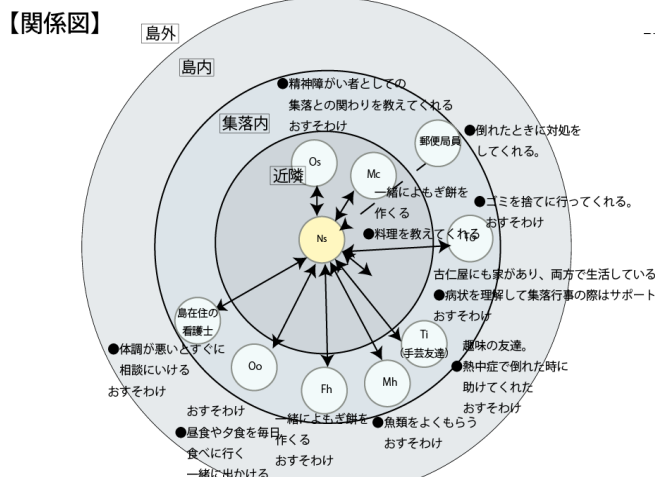 【関係図】
島外
島内
集落内
近隣
●精神障がい者としての
集落との関わりを教えてくれる
おすそわけ
郵便局員
●倒れたときに対処を
してくれる。
Os
Mc
一緒によもぎ餅を
作くる
●料理を教えてくれる
●ゴミを捨てに行ってくれる。
おすそわけ
Ns
古仁屋にも家があり、両方で生活している
●病状を理解して集落行事の際はサポート
おすそわけ
島在住の
看護士
●体調が悪いとすぐに
相談にいける
おすそわけ
Ti
（手芸友達）
趣味の友達。
●熱中症で倒れた時に
助けてくれた
おすそわけ
Oo
Fh
Mh
おすそわけ
●昼食や夕食を毎日
食べに行く
一緒に出かける
一緒によもぎ餅を
作くる
おすそわけ
●魚類をよくもらう
おすそわけ